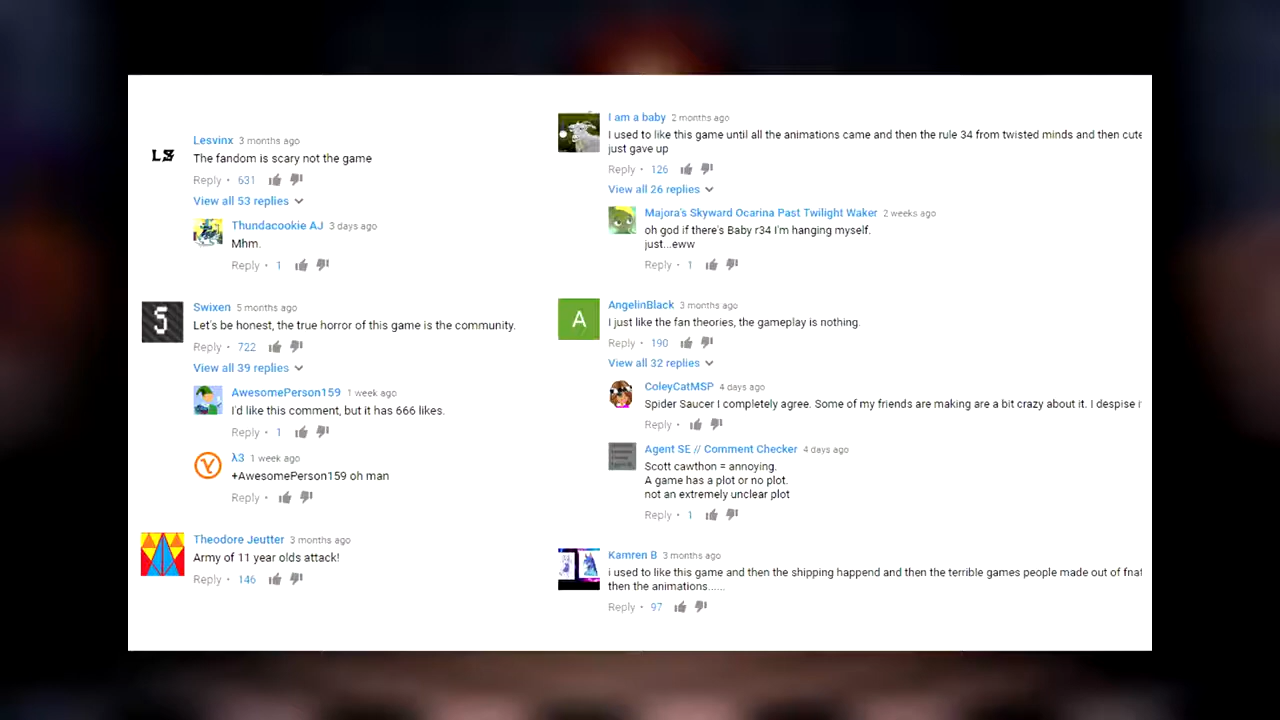 LS
Lesvinx 3 months ago
The fandom is scary not the game
Reply • 631
View all 53 replies
Thundacookie AJ 3 days ago
Mhm.
Reply • 1
S
Swixen 5 months ago
Let's be honest, the true horror of this game is the community.
Reply • 722
View all 39 replies
AwesomePerson159 1 week ago
I'd like this comment, but it has 666 likes.
Reply • 1
λ3 1 week ago
+AwesomePerson159 oh man
Reply •
Theodore Jeutter 3 months ago
Army of 11 year olds attack!
Reply • 146
I am a baby 2 months ago
I used to like this game until all the animations came and then the rule 34 from twisted minds and then cute
just gave up
Reply • 126
View all 26 replies
Majora's Skyward Ocarina Past Twilight Waker 2 weeks ago
oh god if there's Baby r34 I'm hanging myself.
just...eww
Reply • 1
A
AngelinBlack 3 months ago
I just like the fan theories, the gameplay is nothing.
Reply • 190
View all 32 replies
ColeyCatMSP 4 days ago
Spider Saucer I completely agree. Some of my friends are making are a bit crazy about it. I despise
Reply •
Agent SE // Comment Checker 4 days ago
Scott cawthon = annoying.
A game has a plot or no plot.
not an extremely unclear plot
Reply • 1
Kamren B 3 months ago
i used to like this game and then the shipping happend and then the terrible games people made out of fnaf
then the animations......
Reply • 97